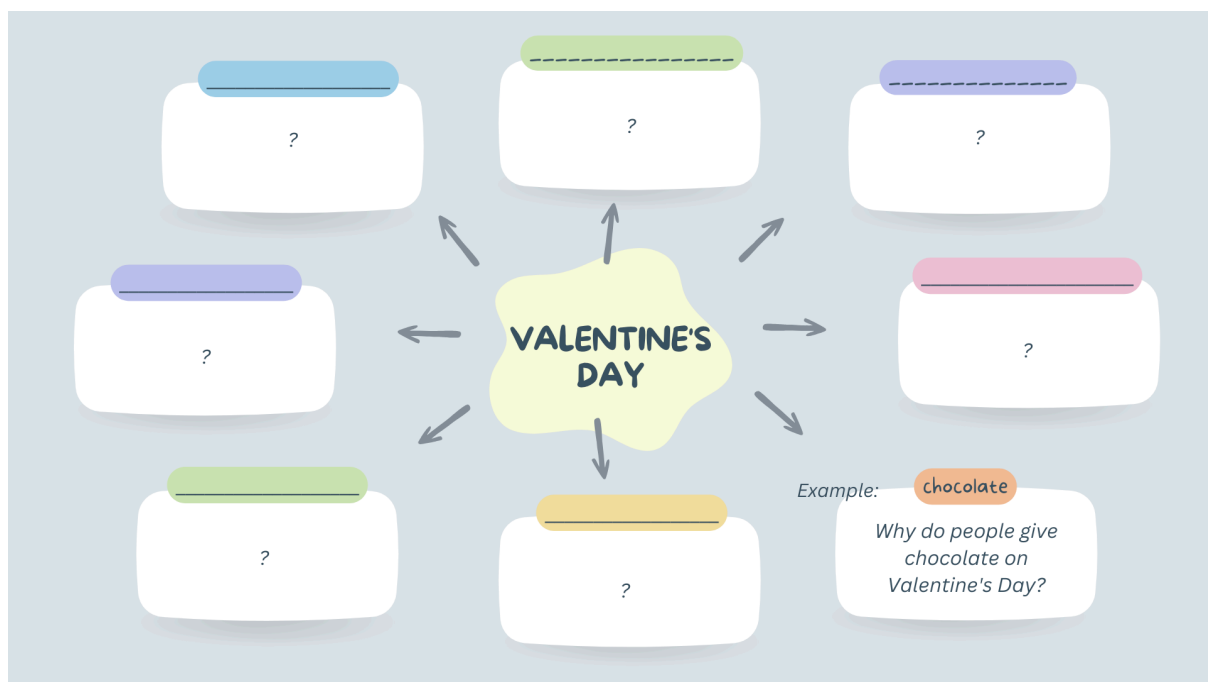 ?
?
?
?
VALENTINE'S
DAY
?
?
?
Example:
chocolate
Why do people give
chocolate on
Valentine's Day?